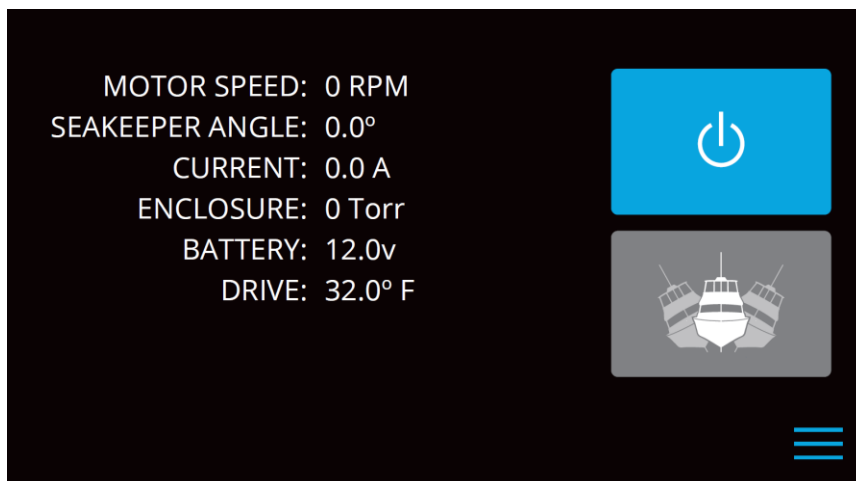 MOTOR SPEED: 0 RPM
SEAKEEPER ANGLE: 0.0º
CURRENT: 0.0 A
ENCLOSURE: 0 Torr
BATTERY: 12.0v
DRIVE: 32.0º F